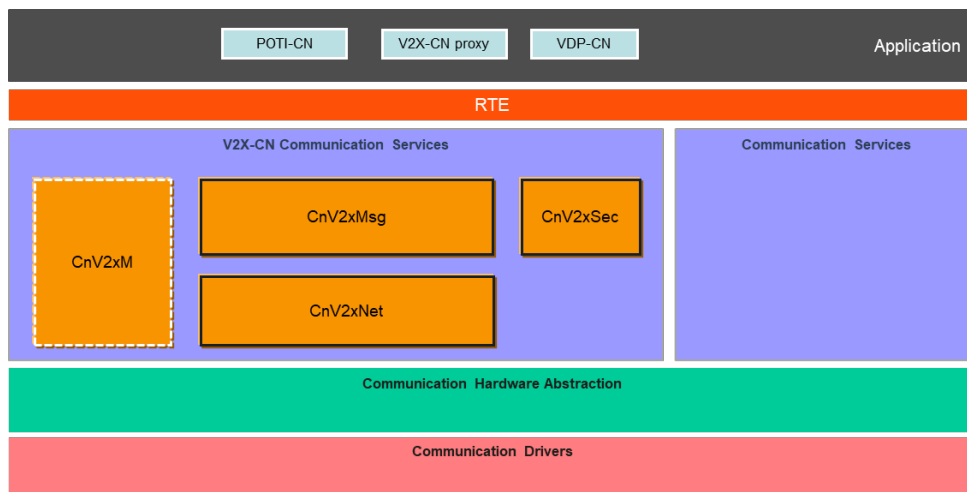 POTI-CN
V2X-CN proxy
VDP-CN
Application
RTE
V2X-CN Communication Services
Communication Services
CnV2xM
CnV2xMsg
CnV2xSec
CnV2xNet
Communication Hardware Abstraction
Communication Drivers